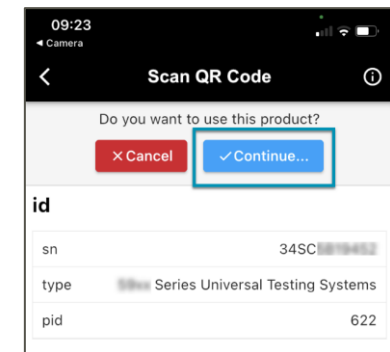 09:23
◄ Camera
Scan QR Code
Do you want to use this product?
× Cancel
✓ Continue...
id
sn 34SC
type Series Universal Testing Systems
pid 622